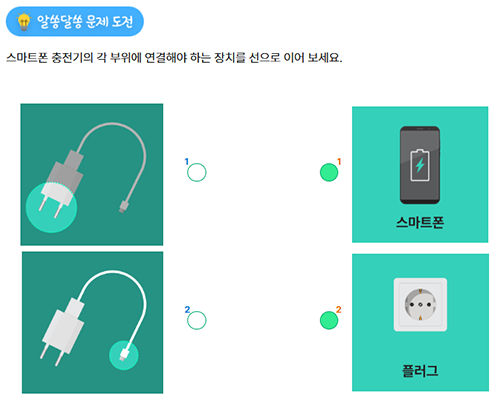 알쏭달쏭 문제 도전
스마트폰 충전기의 각 부위에 연결해야 하는 장치를 선으로 이어 보세요.
1
1
스마트폰
2
2
플러그